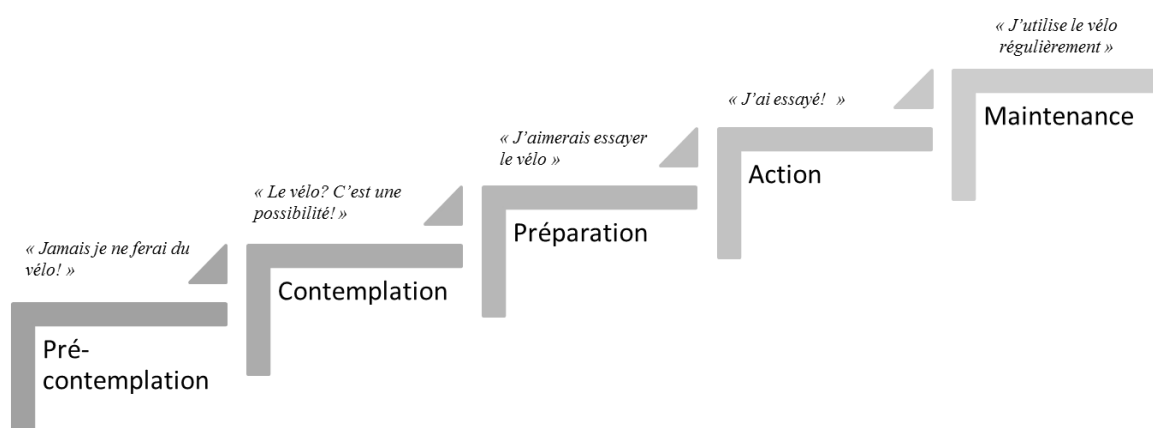 « Jamais je ne ferai du
vélo! »
Pré-
contemplation
« Le vélo? C’est une
possibilité! »
Contemplation
« J’aimerais essayer
le vélo »
Préparation
« J’ai essayé!  »
Action
« J’utilise le vélo
régulièrement »
Maintenance